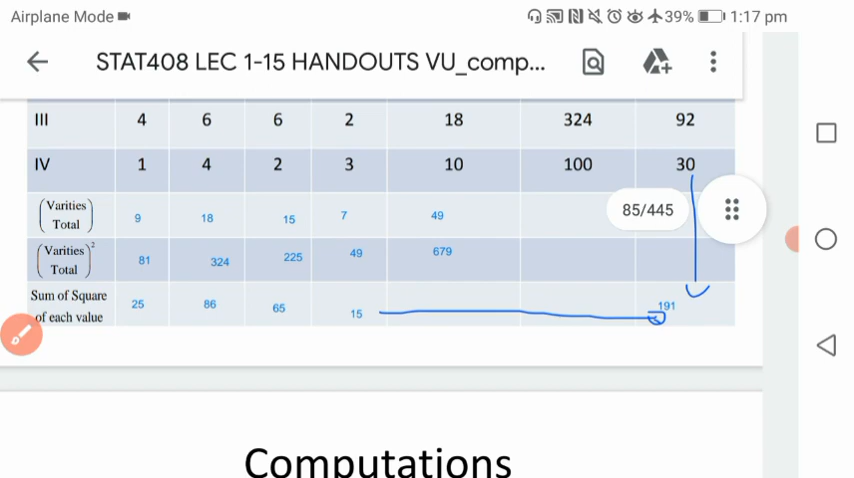 Airplane Mode 39% 1:17 pm
STAT408 LEC 1-15 HANDOUTS VU_comp...
III 4 6 6 2 18 324 92
IV 1 4 2 3 10 100 30
(Varities Total) 9 18 15 7 49
85/445
(Varities Total)² 81 324 225 49 679
Sum of Square of each value 25 86 65 15 191
Computations